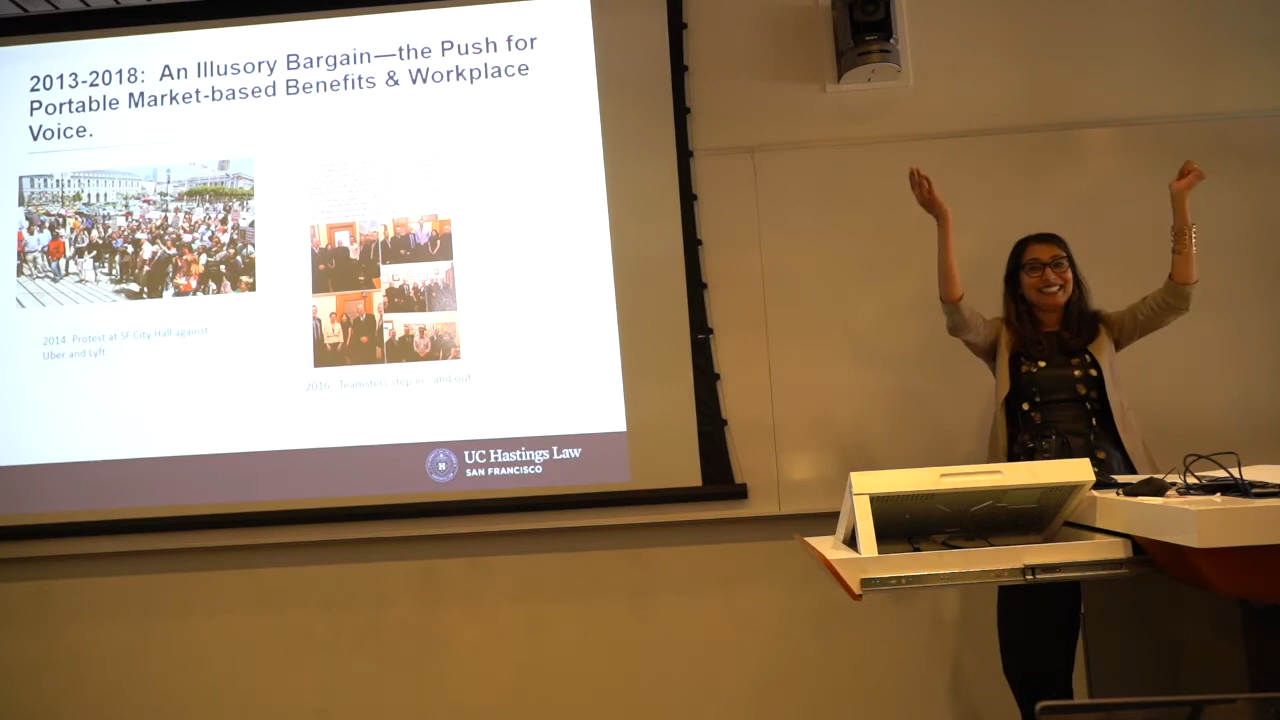 2013-2018: An Illusory Bargain—the Push for
Portable Market-based Benefits & Workplace
Voice.
2014: Protest at SF City Hall against
Uber and Lyft.
2016: Teamsters step in...and out
UC Hastings Law
SAN FRANCISCO